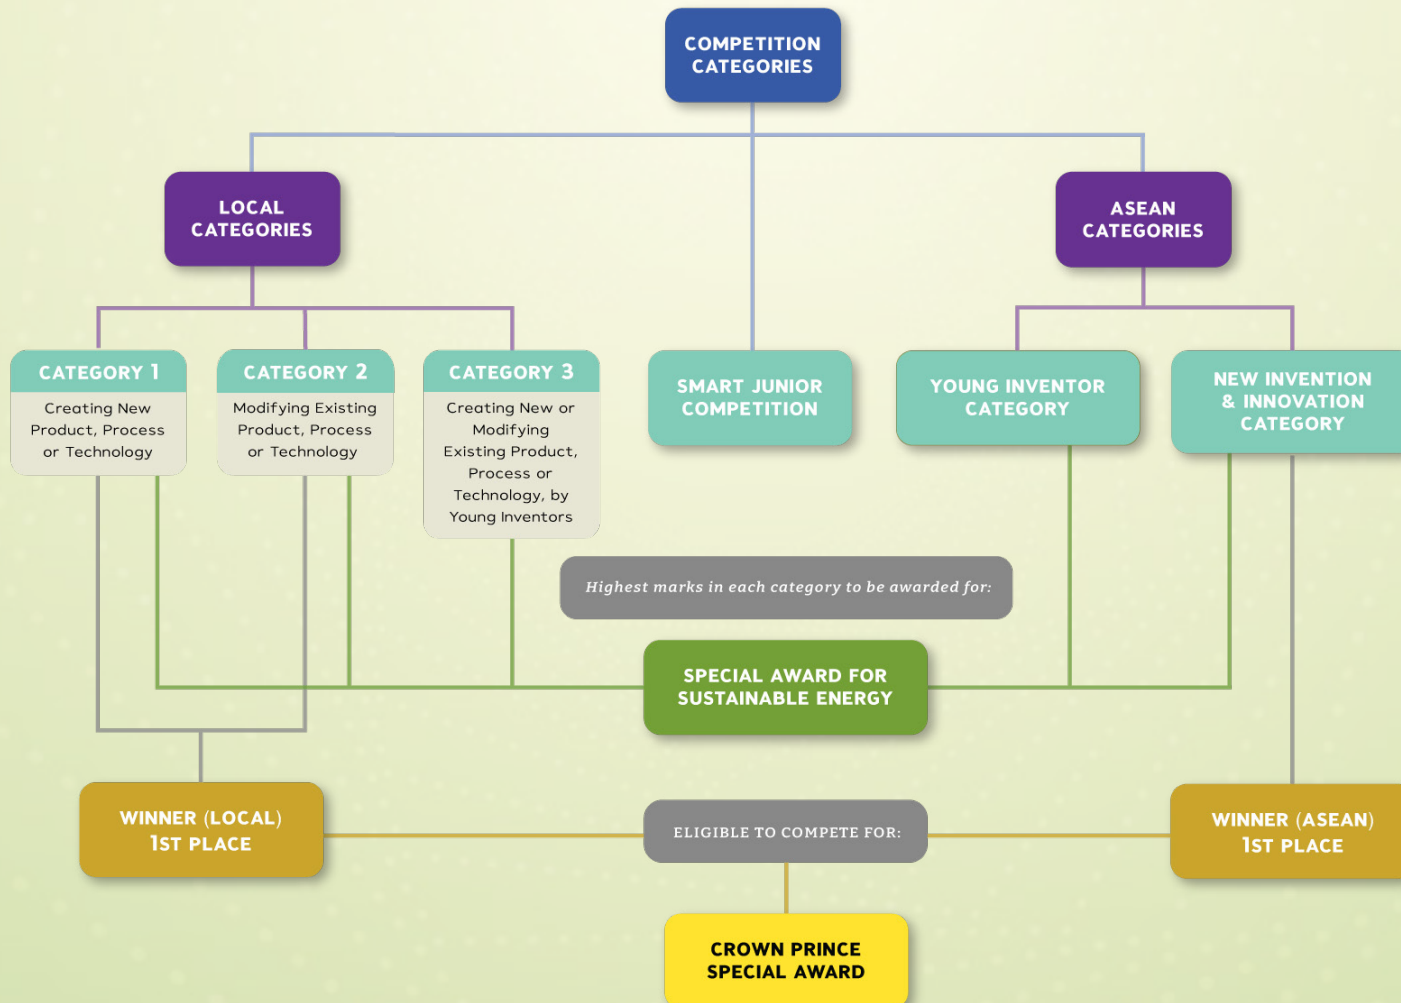 COMPETITION
CATEGORIES
LOCAL
CATEGORIES
ASEAN
CATEGORIES
CATEGORY 1
Creating New
Product, Process
or Technology
CATEGORY 2
Modifying Existing
Product, Process
or Technology
CATEGORY 3
Creating New or
Modifying
Existing Product,
Process or
Technology, by
Young Inventors
SMART JUNIOR
COMPETITION
YOUNG INVENTOR
CATEGORY
NEW INVENTION
& INNOVATION
CATEGORY
Highest marks in each category to be awarded for:
SPECIAL AWARD FOR
SUSTAINABLE ENERGY
WINNER (LOCAL)
1ST PLACE
ELIGIBLE TO COMPETE FOR:
WINNER (ASEAN)
1ST PLACE
CROWN PRINCE
SPECIAL AWARD